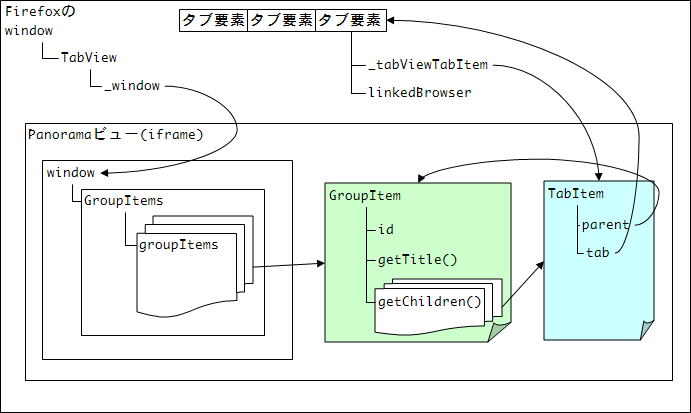 Firefoxの
window
TabView
_window
タブ要素 タブ要素 タブ要素
_tabViewTabItem
linkedBrowser
Panoramaビュー(iframe)
window
GroupItems
groupItems
GroupItem
id
getTitle()
getChildren()
TabItem
parent
tab